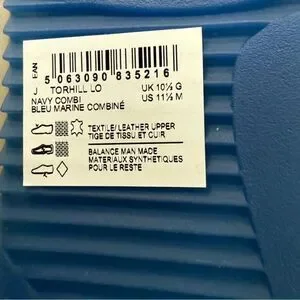 EAN
5 063090 835216
J TORHILL LO UK 10½ G
NAVY COMBI US 11½ M
BLEU MARINE COMBINÉ
TEXTILE/LEATHER UPPER
TIGE DE TISSU ET CUIR
BALANCE MAN MADE
MATERIAUX SYNTHÉTIQUES
POUR LE RESTE